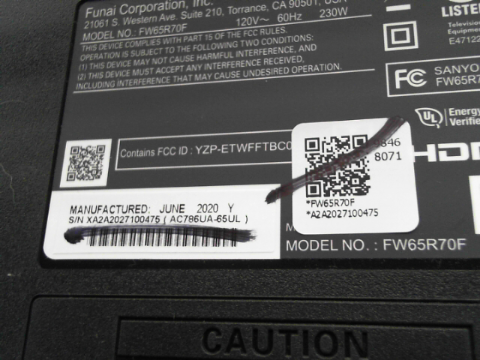 Funai Corporation, Inc.
21061 S. Western Ave. Suite 210, Torrance, CA 90501, USA
MODEL NO.: FW65R70F 120V~ 60Hz 230W
THIS DEVICE COMPLIES WITH PART 15 OF THE FCC RULES.
OPERATION IS SUBJECT TO THE FOLLOWING TWO CONDITIONS:
(1) THIS DEVICE MAY NOT CAUSE HARMFUL INTERFERENCE, AND
(2) THIS DEVICE MUST ACCEPT ANY INTERFERENCE RECEIVED,
INCLUDING INTERFERENCE THAT MAY CAUSE UNDESIRED OPERATION.
LISTE
Television
E47122
FC SANYO
FW65R70F
UL Energy
Verifie
Contains FCC ID : YZP-ETWFFTBC0
846
8071
HDM
*FW65R70F
*A2A2027100475
MANUFACTURED: JUNE 2020 Y
S/N XA2A2027100475 ( AC786UA-65UL )
MODEL NO. : FW65R70F
CAUTION